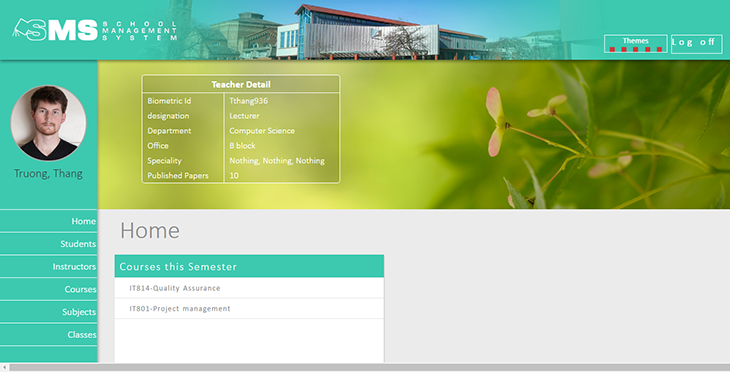 SMS SCHOOL
MANAGEMENT
SYSTEM
Themes
Log off
Teacher Detail
Biometric Id Tthang936
designation Lecturer
Department Computer Science
Office B block
Speciality Nothing, Nothing, Nothing
Published Papers 10
Truong, Thang
Home
Students
Instructors
Courses
Subjects
Classes
Home
Courses this Semester
IT814-Quality Assurance
IT801-Project management